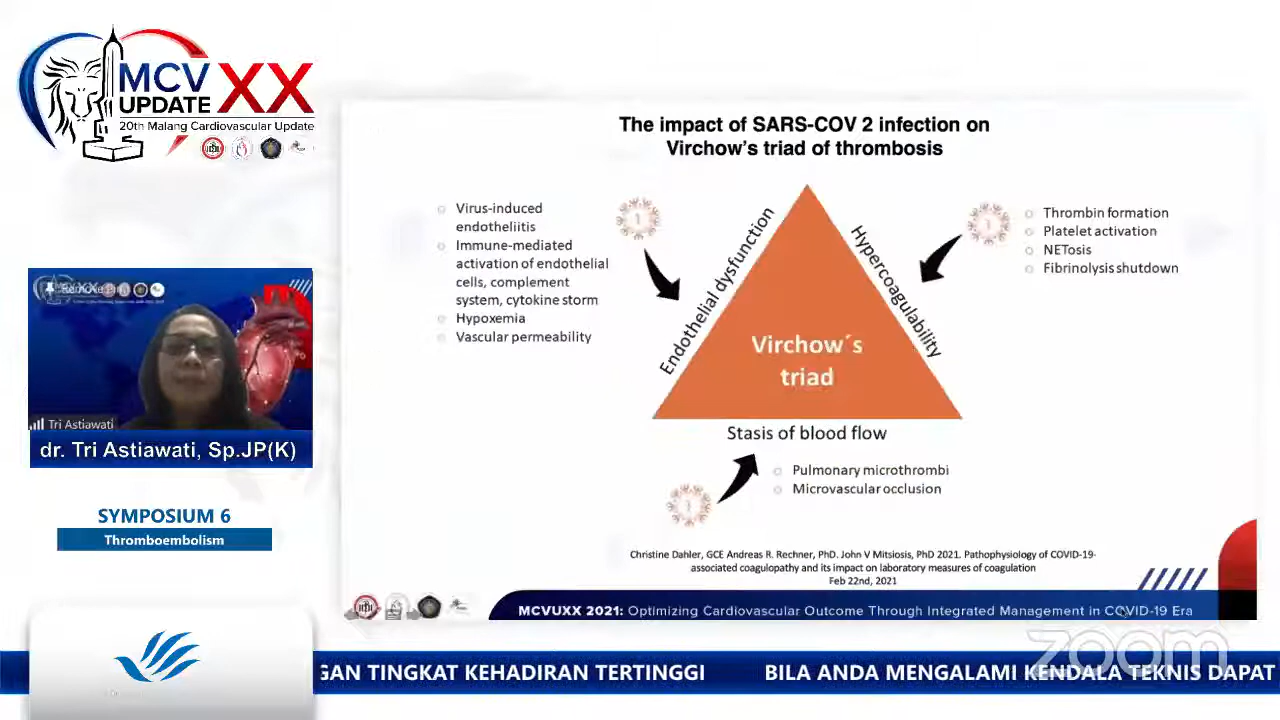 MCV XX
UPDATE
20th Malang Cardiovascular Update
The impact of SARS-COV 2 infection on
Virchow's triad of thrombosis
Virus-induced
endotheliitis
Immune-mediated
activation of endothelial
cells, complement
system, cytokine storm
Hypoxemia
Vascular permeability
Endothelial dysfunction
Hypercoagulability
Thrombin formation
Platelet activation
NETosis
Fibrinolysis shutdown
Virchow´s
triad
Stasis of blood flow
Pulmonary microthrombi
Microvascular occlusion
Christine Dahler, GCE Andreas R. Rechner, PhD. John V Mitsiosis, PhD 2021. Pathophysiology of COVID-19-
associated coagulopathy and its impact on laboratory measures of coagulation
Feb 22nd, 2021
MCVUXX 2021: Optimizing Cardiovascular Outcome Through Integrated Management in COVID-19 Era
Tri Astiawati
dr. Tri Astiawati, Sp.JP(K)
SYMPOSIUM 6
Thromboembolism
zoom
GAN TINGKAT KEHADIRAN TERTINGGI BILA ANDA MENGALAMI KENDALA TEKNIS DAPAT